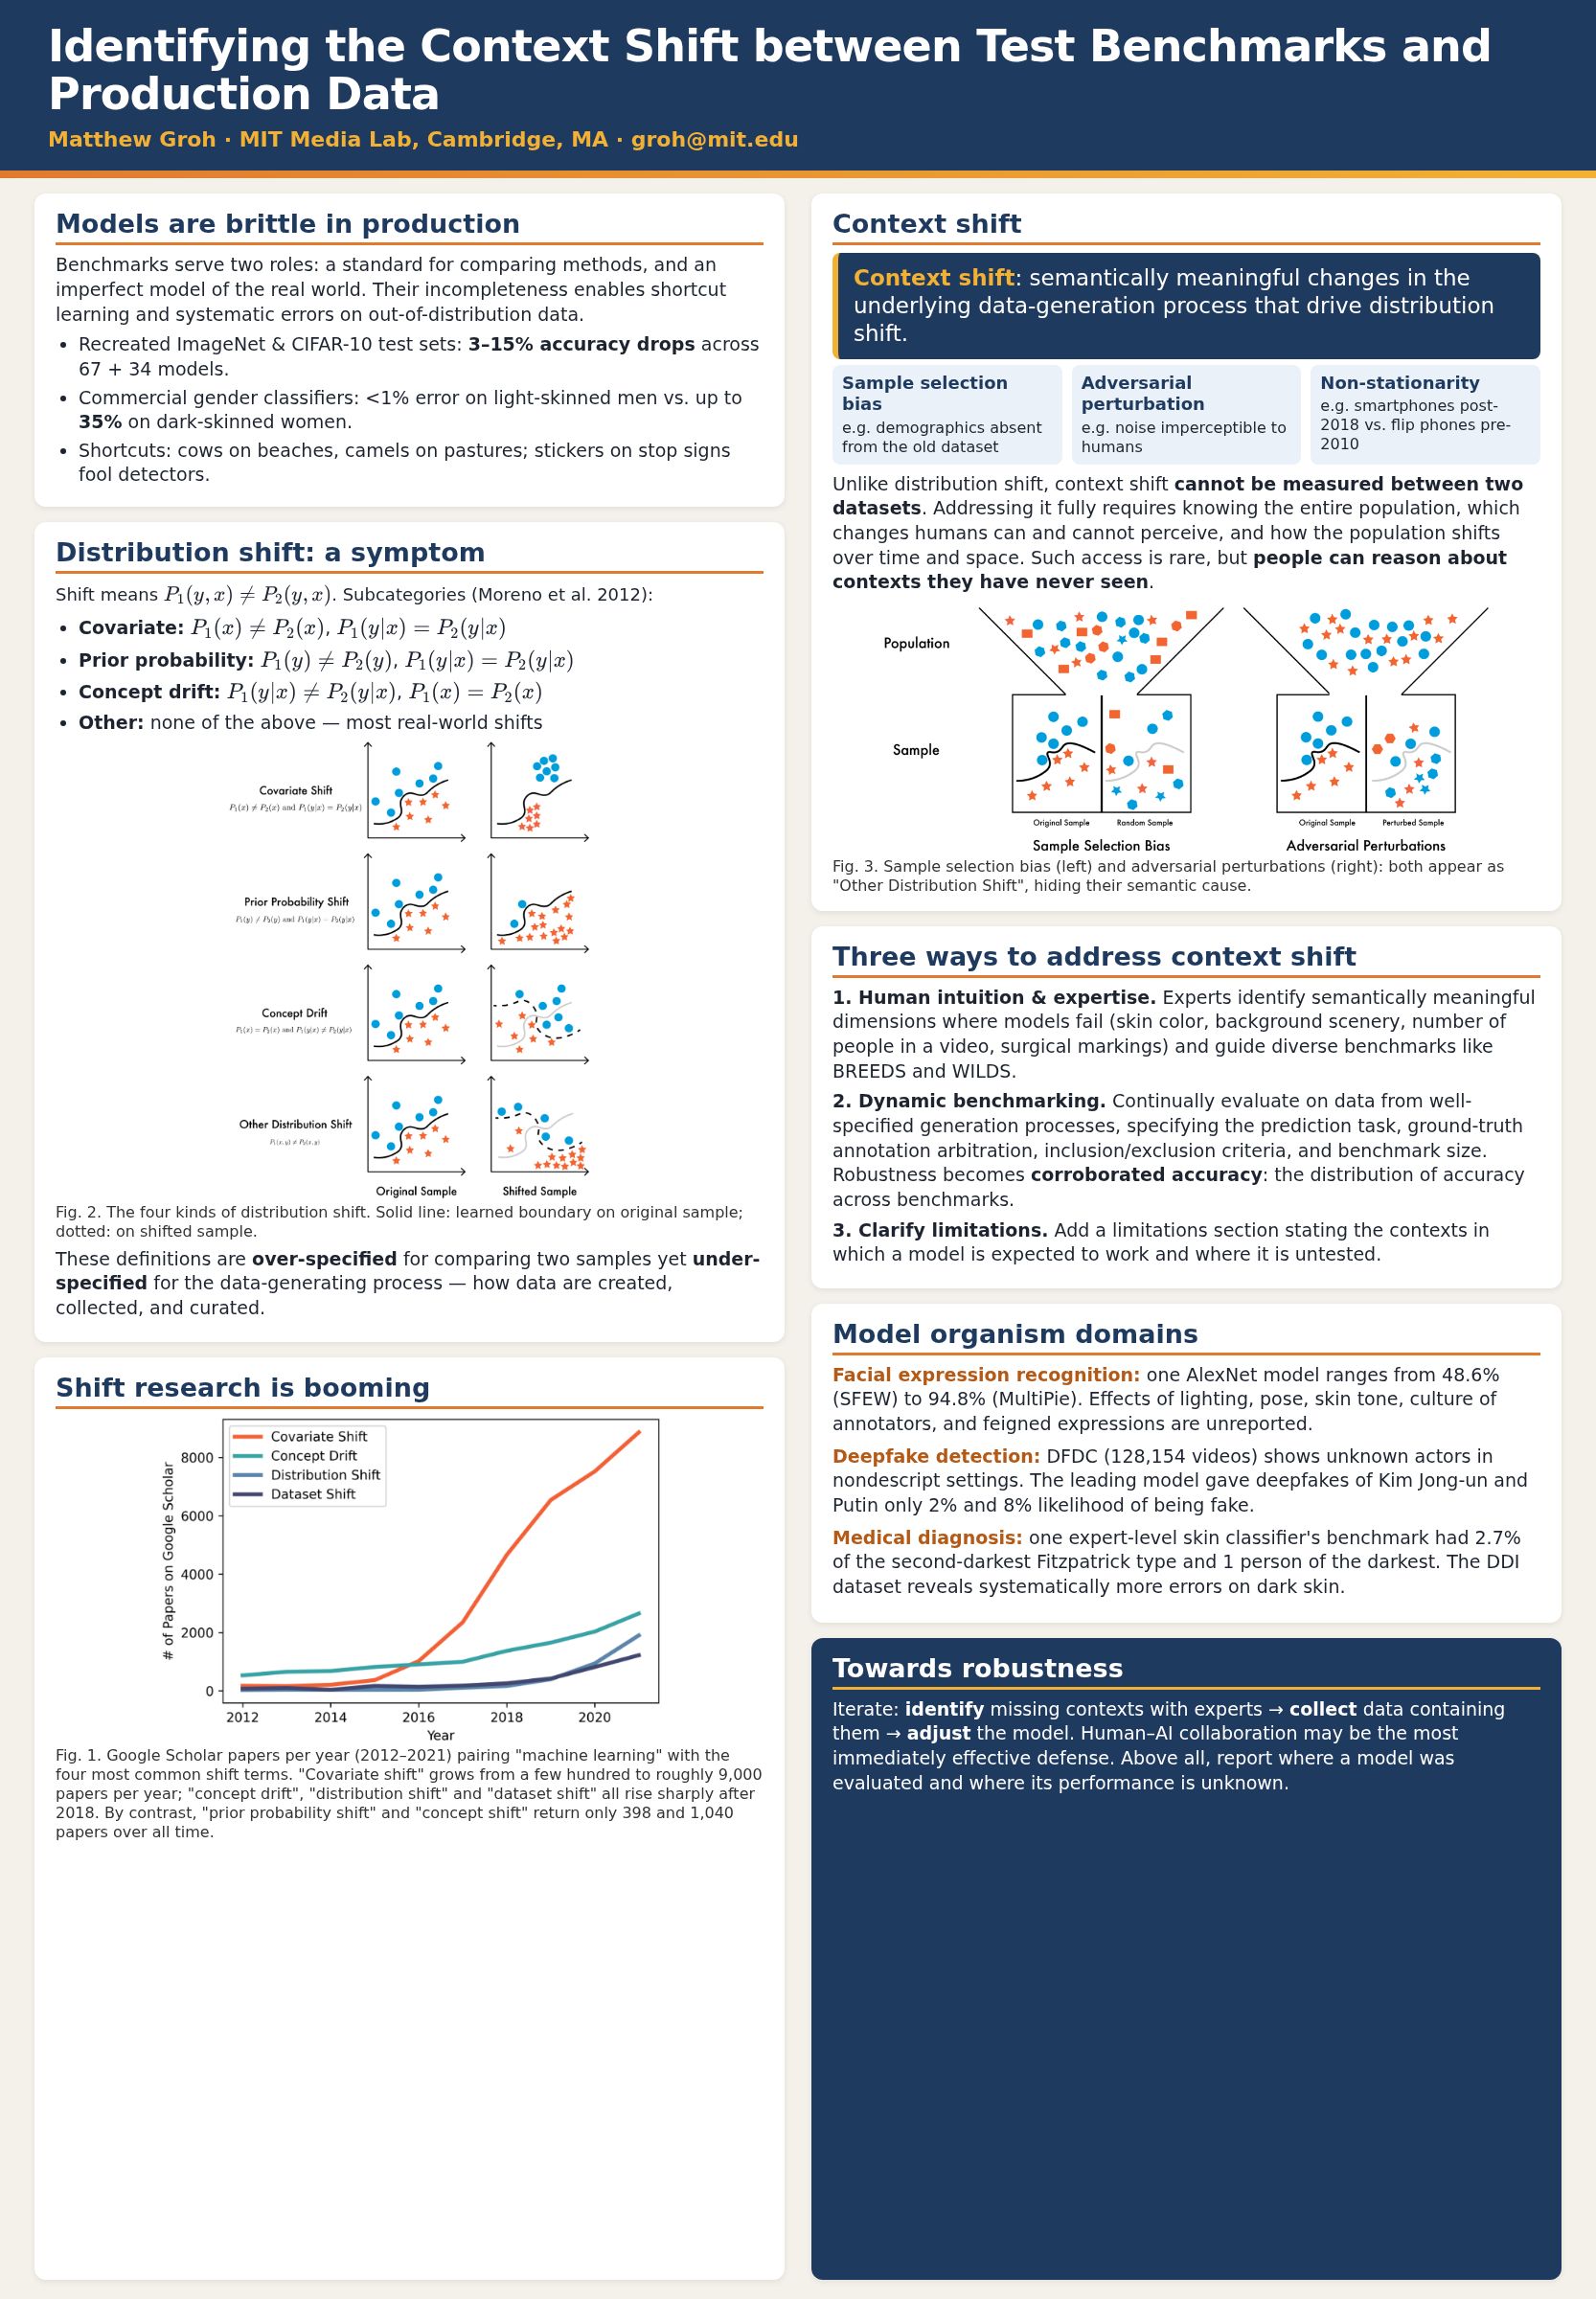 Identifying the Context Shift between Test Benchmarks and
Production Data
Matthew Groh · MIT Media Lab, Cambridge, MA · groh@mit.edu
Models are brittle in production
Benchmarks serve two roles: a standard for comparing methods, and an
imperfect model of the real world. Their incompleteness enables shortcut
learning and systematic errors on out-of-distribution data.
• Recreated ImageNet & CIFAR-10 test sets: 3–15% accuracy drops across
67 + 34 models.
• Commercial gender classifiers: <1% error on light-skinned men vs. up to
35% on dark-skinned women.
• Shortcuts: cows on beaches, camels on pastures; stickers on stop signs
fool detectors.
Distribution shift: a symptom
Shift means P₁(y, x) ≠ P₂(y, x). Subcategories (Moreno et al. 2012):
• Covariate: P₁(x) ≠ P₂(x), P₁(y|x) = P₂(y|x)
• Prior probability: P₁(y) ≠ P₂(y), P₁(y|x) = P₂(y|x)
• Concept drift: P₁(y|x) ≠ P₂(y|x), P₁(x) = P₂(x)
• Other: none of the above — most real-world shifts
Covariate Shift
P₁(x) ≠ P₂(x) and P₁(y|x) = P₂(y|x)
Prior Probability Shift
P₁(y) ≠ P₂(y) and P₁(y|x) = P₂(y|x)
Concept Drift
P₁(x) = P₂(x) and P₁(y|x) ≠ P₂(y|x)
Other Distribution Shift
P₁(x, y) ≠ P₂(x, y)
Original Sample Shifted Sample
Fig. 2. The four kinds of distribution shift. Solid line: learned boundary on original sample;
dotted: on shifted sample.
These definitions are over-specified for comparing two samples yet under-
specified for the data-generating process — how data are created,
collected, and curated.
Shift research is booming
Covariate Shift
Concept Drift
Distribution Shift
Dataset Shift
# of Papers on Google Scholar
8000
6000
4000
2000
0
2012 2014 2016 2018 2020
Year
Fig. 1. Google Scholar papers per year (2012–2021) pairing "machine learning" with the
four most common shift terms. "Covariate shift" grows from a few hundred to roughly 9,000
papers per year; "concept drift", "distribution shift" and "dataset shift" all rise sharply after
2018. By contrast, "prior probability shift" and "concept shift" return only 398 and 1,040
papers over all time.
Context shift
Context shift: semantically meaningful changes in the
underlying data-generation process that drive distribution
shift.
Sample selection
bias
e.g. demographics absent
from the old dataset
Adversarial
perturbation
e.g. noise imperceptible to
humans
Non-stationarity
e.g. smartphones post-
2018 vs. flip phones pre-
2010
Unlike distribution shift, context shift cannot be measured between two
datasets. Addressing it fully requires knowing the entire population, which
changes humans can and cannot perceive, and how the population shifts
over time and space. Such access is rare, but people can reason about
contexts they have never seen.
Population
Sample
Original Sample Random Sample
Sample Selection Bias
Original Sample Perturbed Sample
Adversarial Perturbations
Fig. 3. Sample selection bias (left) and adversarial perturbations (right): both appear as
"Other Distribution Shift", hiding their semantic cause.
Three ways to address context shift
1. Human intuition & expertise. Experts identify semantically meaningful
dimensions where models fail (skin color, background scenery, number of
people in a video, surgical markings) and guide diverse benchmarks like
BREEDS and WILDS.
2. Dynamic benchmarking. Continually evaluate on data from well-
specified generation processes, specifying the prediction task, ground-truth
annotation arbitration, inclusion/exclusion criteria, and benchmark size.
Robustness becomes corroborated accuracy: the distribution of accuracy
across benchmarks.
3. Clarify limitations. Add a limitations section stating the contexts in
which a model is expected to work and where it is untested.
Model organism domains
Facial expression recognition: one AlexNet model ranges from 48.6%
(SFEW) to 94.8% (MultiPie). Effects of lighting, pose, skin tone, culture of
annotators, and feigned expressions are unreported.
Deepfake detection: DFDC (128,154 videos) shows unknown actors in
nondescript settings. The leading model gave deepfakes of Kim Jong-un and
Putin only 2% and 8% likelihood of being fake.
Medical diagnosis: one expert-level skin classifier's benchmark had 2.7%
of the second-darkest Fitzpatrick type and 1 person of the darkest. The DDI
dataset reveals systematically more errors on dark skin.
Towards robustness
Iterate: identify missing contexts with experts → collect data containing
them → adjust the model. Human–AI collaboration may be the most
immediately effective defense. Above all, report where a model was
evaluated and where its performance is unknown.